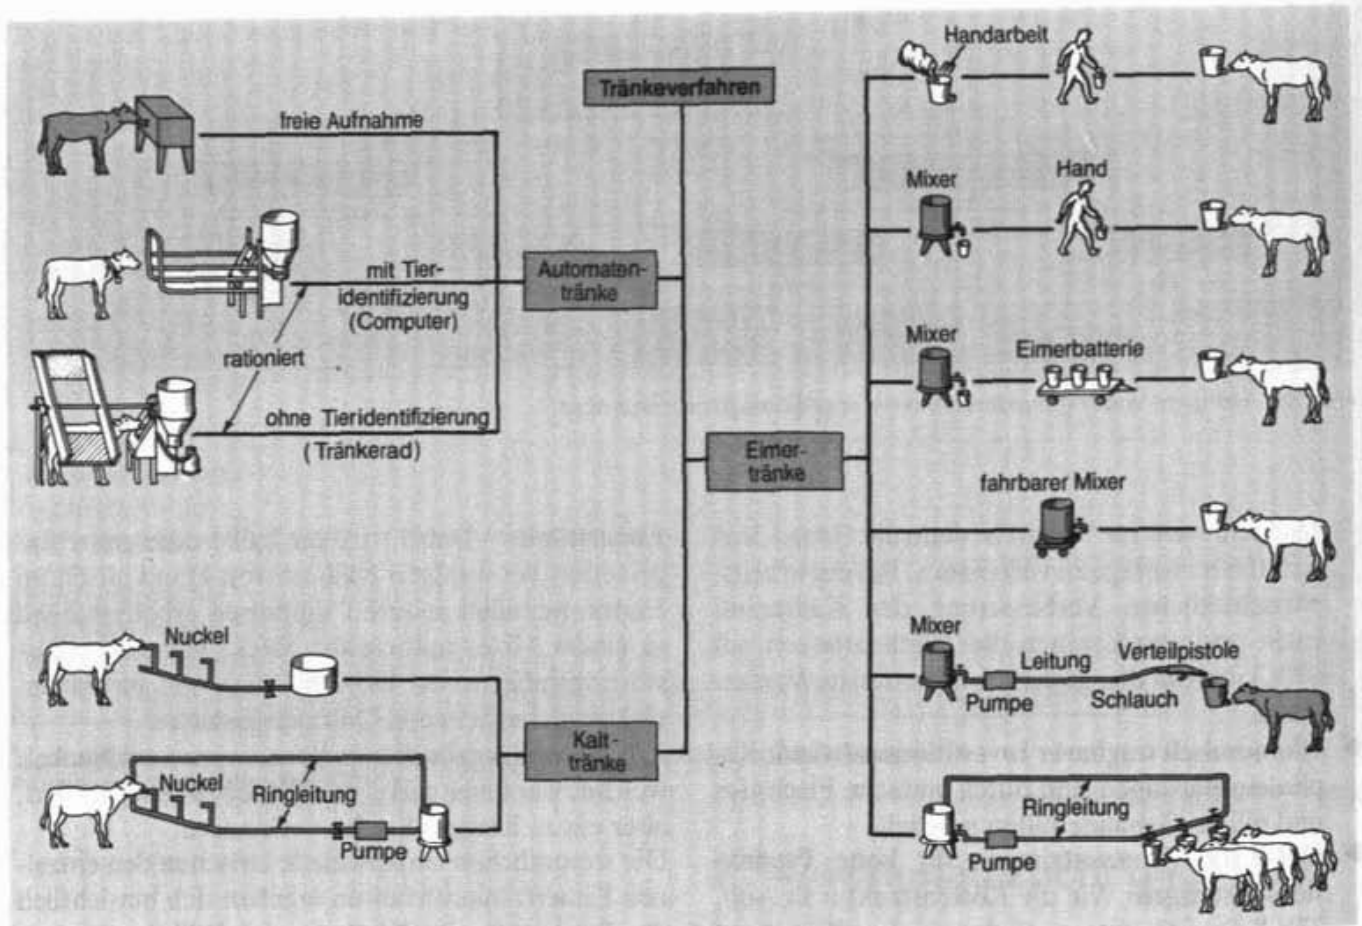 Tränkeverfahren
freie Aufnahme
Automaten-
tränke
mit Tier-
identifizierung
(Computer)
rationiert
ohne Tieridentifizierung
(Tränkerad)
Kalt-
tränke
Nuckel
Nuckel
Ringleitung
Pumpe
Eimer-
tränke
Handarbeit
Mixer
Hand
Mixer
Eimerbatterie
fahrbarer Mixer
Mixer
Pumpe
Leitung
Schlauch
Verteilpistole
Ringleitung
Pumpe